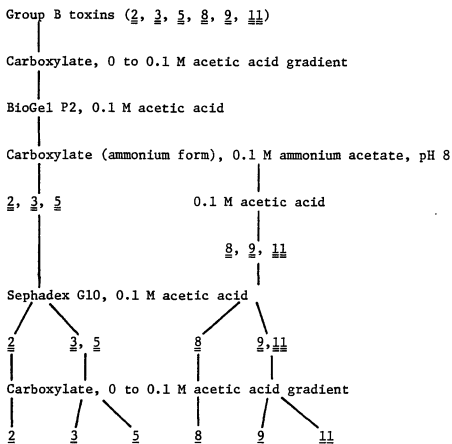 Group B toxins (2, 3, 5, 8, 9, 11)
Carboxylate, 0 to 0.1 M acetic acid gradient
BioGel P2, 0.1 M acetic acid
Carboxylate (ammonium form), 0.1 M ammonium acetate, pH 8
2, 3, 5
0.1 M acetic acid
8, 9, 11
Sephadex G10, 0.1 M acetic acid
2 3, 5 8 9,11
Carboxylate, 0 to 0.1 M acetic acid gradient
2 3 5 8 9 11